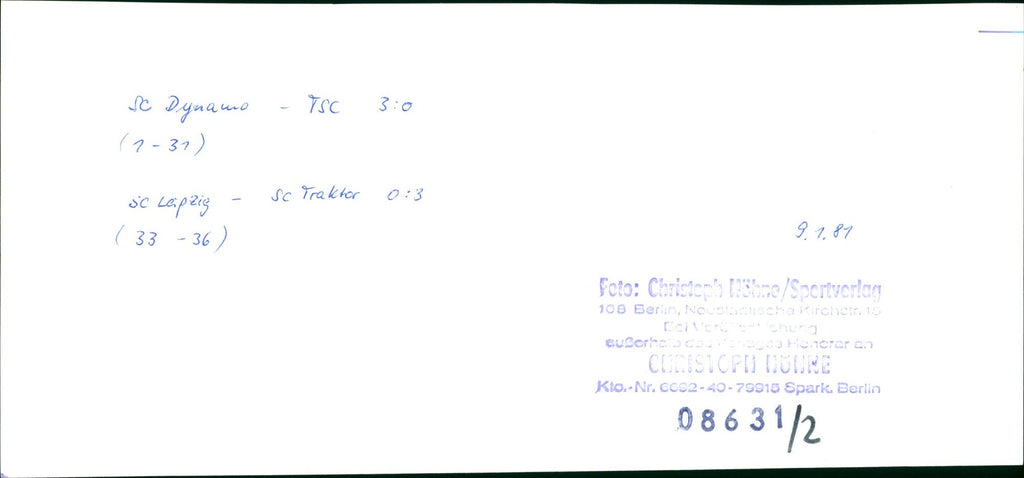 SC Dynamo - TSC 3:0
(1-31)
SC Leipzig - SC Traktor 0:3
(33 - 36)
9.1.81
Foto: Christoph Höhne/Sportverlag
108 Berlin, Neustädtische Kirchstr. 15
Bei Veröffentlichung
außerhalb des Verlages Honorar an
CHRISTOPH HÖHNE
Kto.-Nr. 6652-40-79915 Spark. Berlin
08631/2